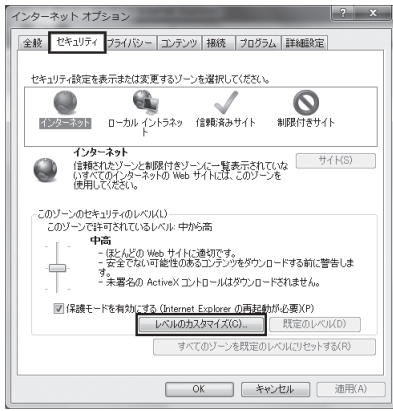 インターネット オプション
全般 セキュリティ プライバシー コンテンツ 接続 プログラム 詳細設定
セキュリティ設定を表示または変更するゾーンを選択してください。
インターネット ローカル イントラネッ 信頼済みサイト 制限付きサイト
ト
インターネット
信頼されたゾーンと制限付きゾーンに一覧表示されていな
いすべてのインターネットの Web サイトには、このゾーンを
使用してください。
サイト(S)
このゾーンのセキュリティのレベル(L)
このゾーンで許可されているレベル: 中から高
中高
- ほとんどの Web サイトに適切です。
- 安全でない可能性のあるコンテンツをダウンロードする前に警告しま
す。
- 未署名の ActiveX コントロールはダウンロードされません。
保護モードを有効にする (Internet Explorer の再起動が必要)(P)
レベルのカスタマイズ(C)... 既定のレベル(D)
すべてのゾーンを既定のレベルにリセットする(R)
OK キャンセル 適用(A)